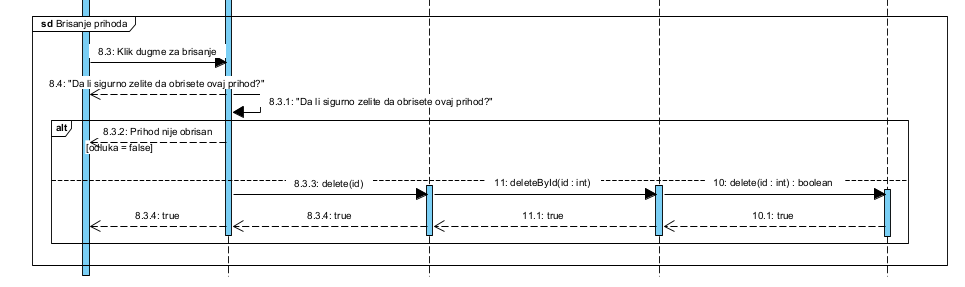 sd Brisanje prihoda
8.3: Klik dugme za brisanje
8.4: "Da li sigurno zelite da obrisete ovaj prihod?"
8.3.1: "Da li sigurno zelite da obrisete ovaj prihod?"
alt
8.3.2: Prihod nije obrisan
[odluka = false]
8.3.3: delete(id)
11: deleteById(id : int)
10: delete(id : int) : boolean
8.3.4: true
8.3.4: true
11.1: true
10.1: true